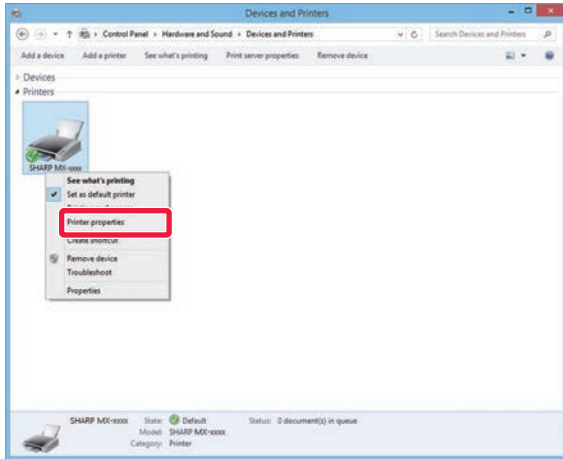 Devices and Printers
Control Panel › Hardware and Sound › Devices and Printers
Search Devices and Printers
Add a device Add a printer See what's printing Print server properties Remove device
Devices
Printers
SHARP MX-xxxx
See what's printing
Set as default printer
Printer properties
Create shortcut
Remove device
Troubleshoot
Properties
SHARP MX-xxxx State: Default Status: 0 document(s) in queue
Model: SHARP MX-xxxx
Category: Printer